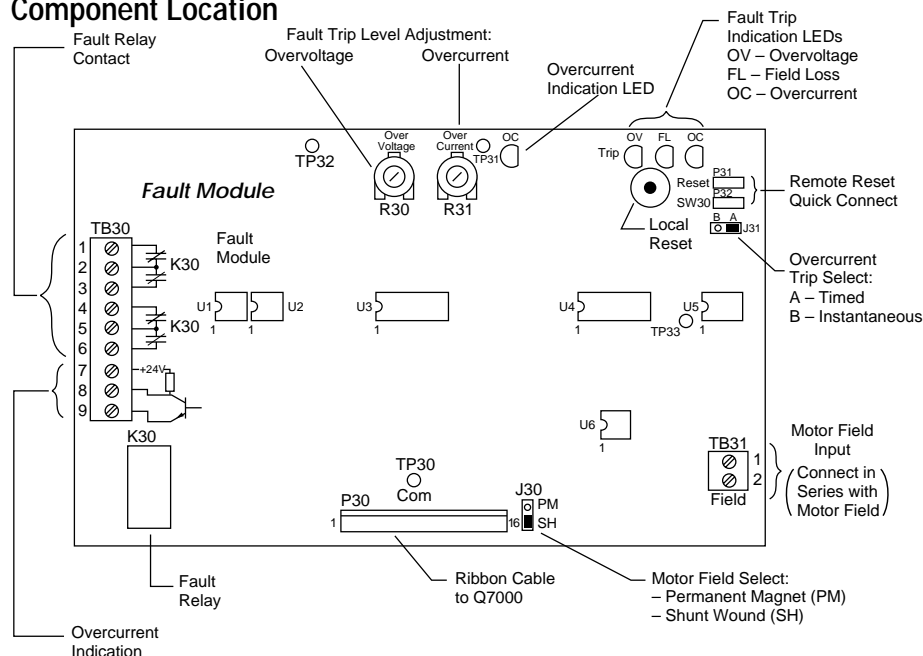 Component Location
Fault Relay
Contact
Fault Trip Level Adjustment:
Overvoltage
Overcurrent
Overcurrent
Indication LED
Fault Trip
Indication LEDs
OV – Overvoltage
FL – Field Loss
OC – Overcurrent
TP32
Over
Voltage
R30
Over
Current
R31
TP31
OC
OV FL OC
Trip
Local
Reset
P31
Reset
P32
SW30
B A
J31
Remote Reset
Quick Connect
Overcurrent
Trip Select:
A – Timed
B – Instantaneous
Fault Module
TB30
1
2
3
4
5
6
7
8
9
K30
K30
+24V
Fault
Module
U1
1
U2
U3
1
U4
1
U5
1
TP33
U6
1
TB31
1
2
Field
Motor Field
Input
Connect in
Series with
Motor Field
K30
TP30
Com
P30
1
16
J30
PM
SH
Fault
Relay
Ribbon Cable
to Q7000
Motor Field Select:
– Permanent Magnet (PM)
– Shunt Wound (SH)
Overcurrent
Indication